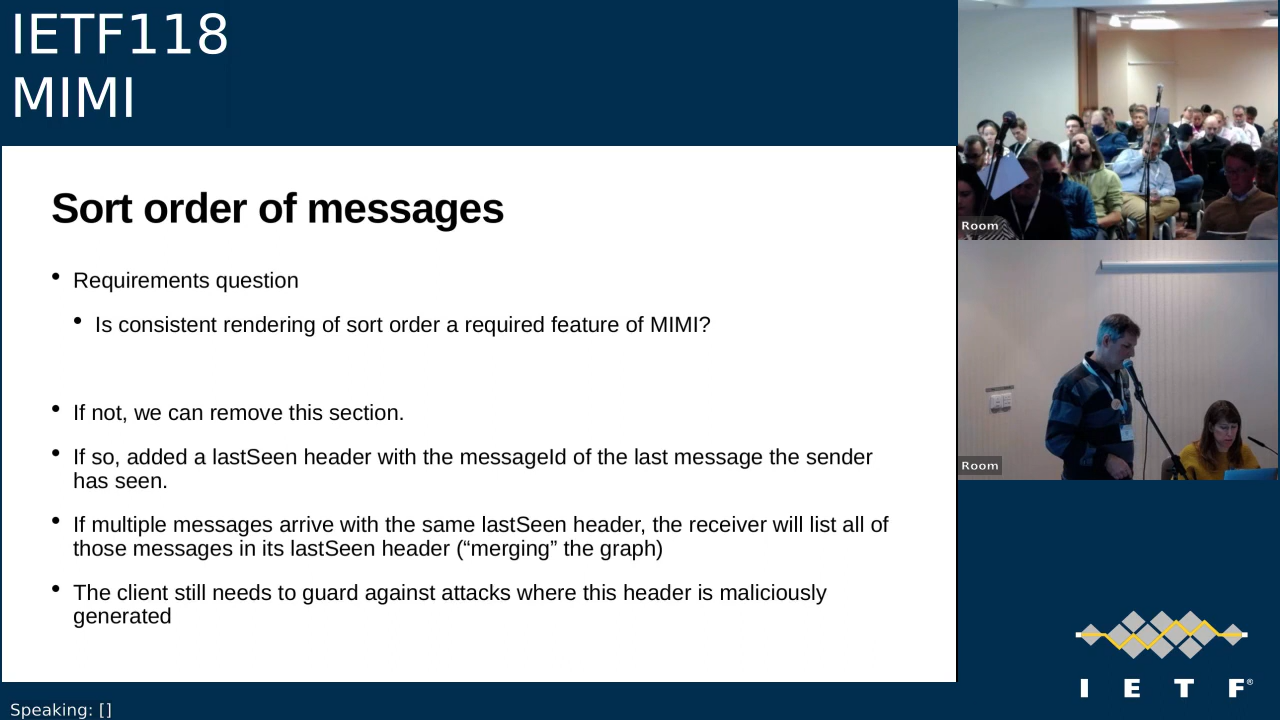 IETF118
MIMI
Sort order of messages
• Requirements question
• Is consistent rendering of sort order a required feature of MIMI?
• If not, we can remove this section.
• If so, added a lastSeen header with the messageId of the last message the sender
has seen.
• If multiple messages arrive with the same lastSeen header, the receiver will list all of
those messages in its lastSeen header (“merging” the graph)
• The client still needs to guard against attacks where this header is maliciously
generated
Speaking: []
Room
Room
I E T F®